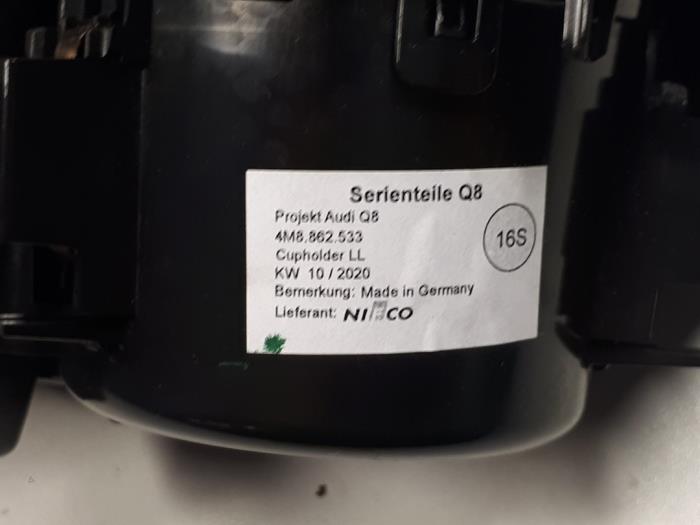 Serienteile Q8
Projekt Audi Q8
4M8.862.533
16S
Cupholder LL
KW 10 / 2020
Bemerkung: Made in Germany
Lieferant: